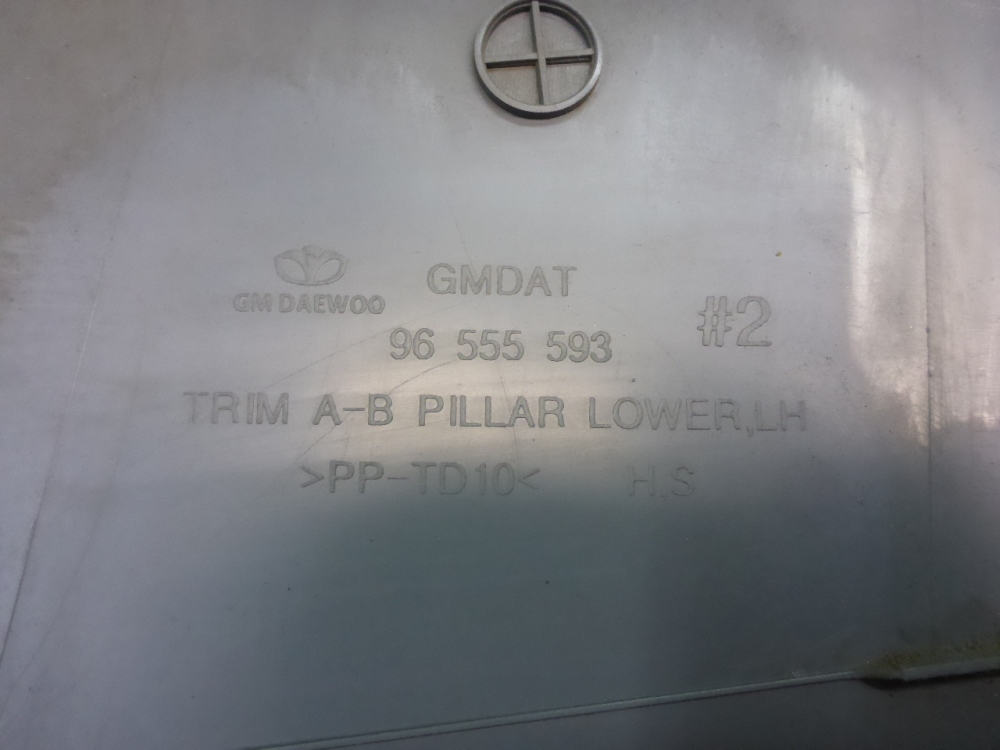 GMDAT
GM DAEWOO
#2
96 555 593
TRIM A-B PILLAR LOWER,LH
>PP-TD10< H,S